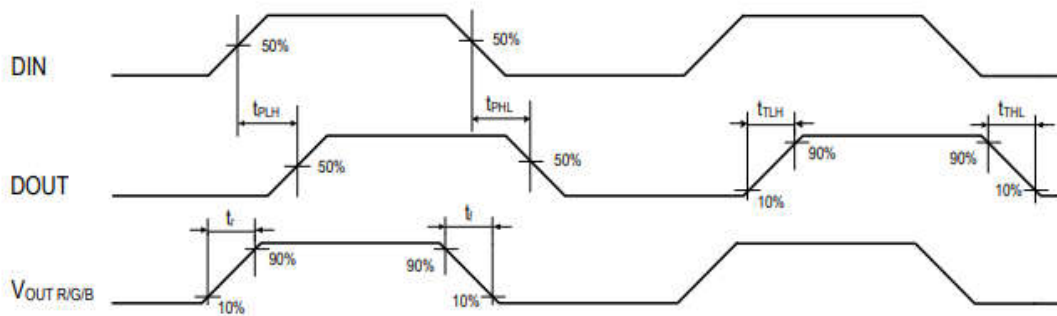 DIN
50%
50%
tPLH
tPHL
tTLH
tTHL
DOUT
50%
50%
90%
90%
10%
10%
tr
tf
VOUT R/G/B
90%
90%
10%
10%